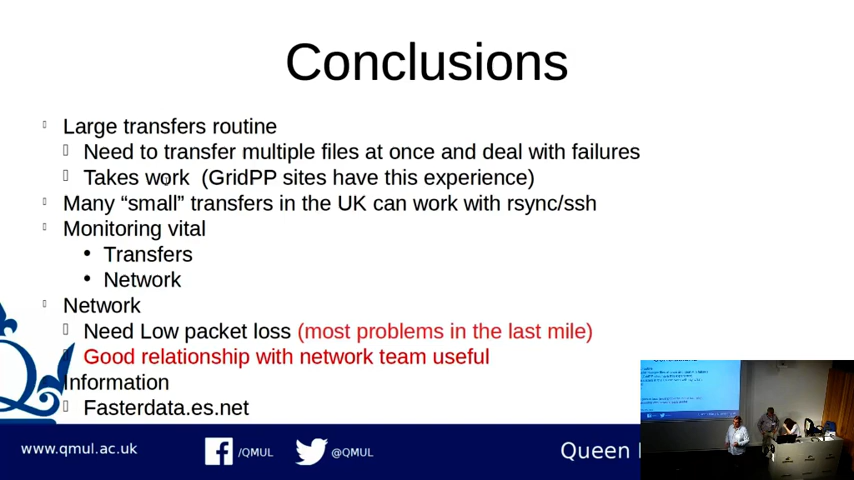 Conclusions
Large transfers routine
Need to transfer multiple files at once and deal with failures
Takes work (GridPP sites have this experience)
Many “small” transfers in the UK can work with rsync/ssh
Monitoring vital
Transfers
Network
Network
Need Low packet loss (most problems in the last mile)
Good relationship with network team useful
Information
Fasterdata.es.net
www.qmul.ac.uk
/QMUL
@QMUL
Queen